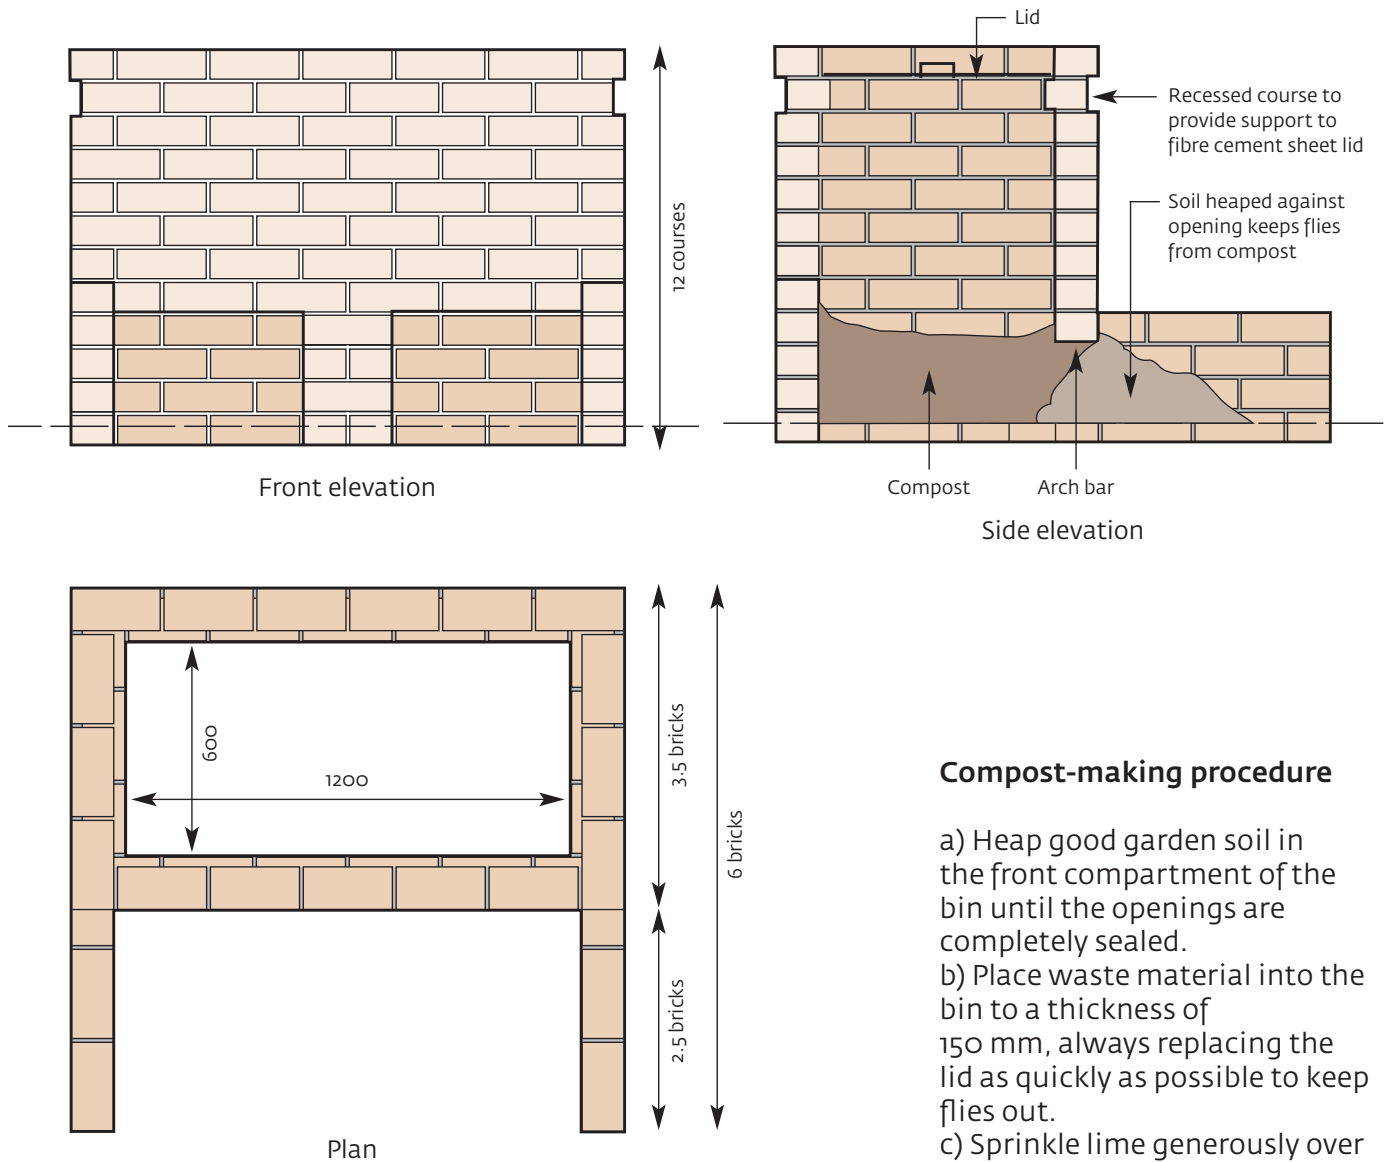 Lid
Recessed course to
provide support to
fibre cement sheet lid
Soil heaped against
opening keeps flies
from compost
12 courses
Front elevation
Compost
Arch bar
Side elevation
600
1200
3.5 bricks
6 bricks
2.5 bricks
Plan
Compost-making procedure
a) Heap good garden soil in
the front compartment of the
bin until the openings are
completely sealed.
b) Place waste material into the
bin to a thickness of
150 mm, always replacing the
lid as quickly as possible to keep
flies out.
c) Sprinkle lime generously over